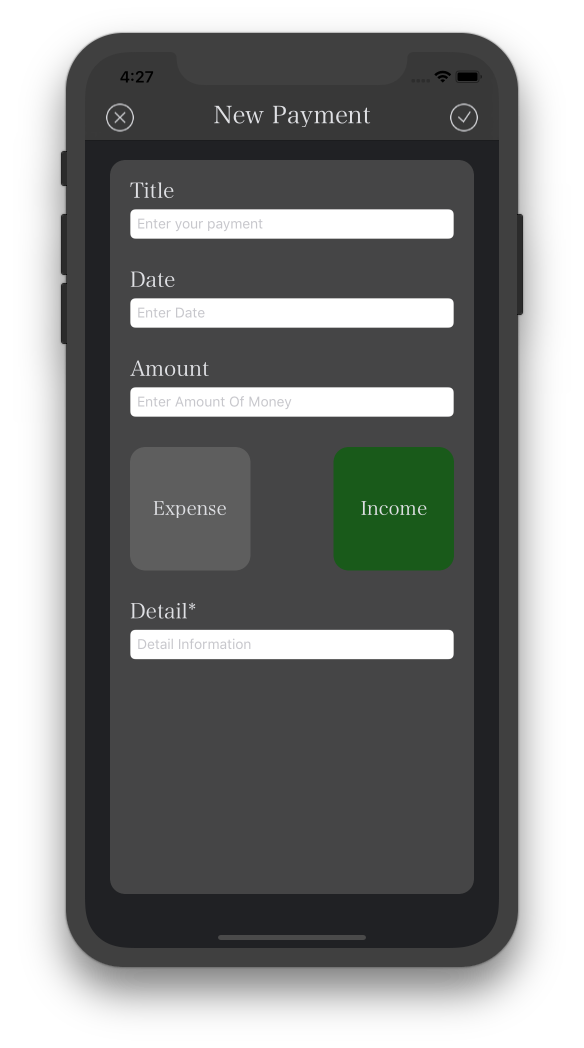 4:27
New Payment
Title
Enter your payment
Date
Enter Date
Amount
Enter Amount Of Money
Expense
Income
Detail*
Detail Information